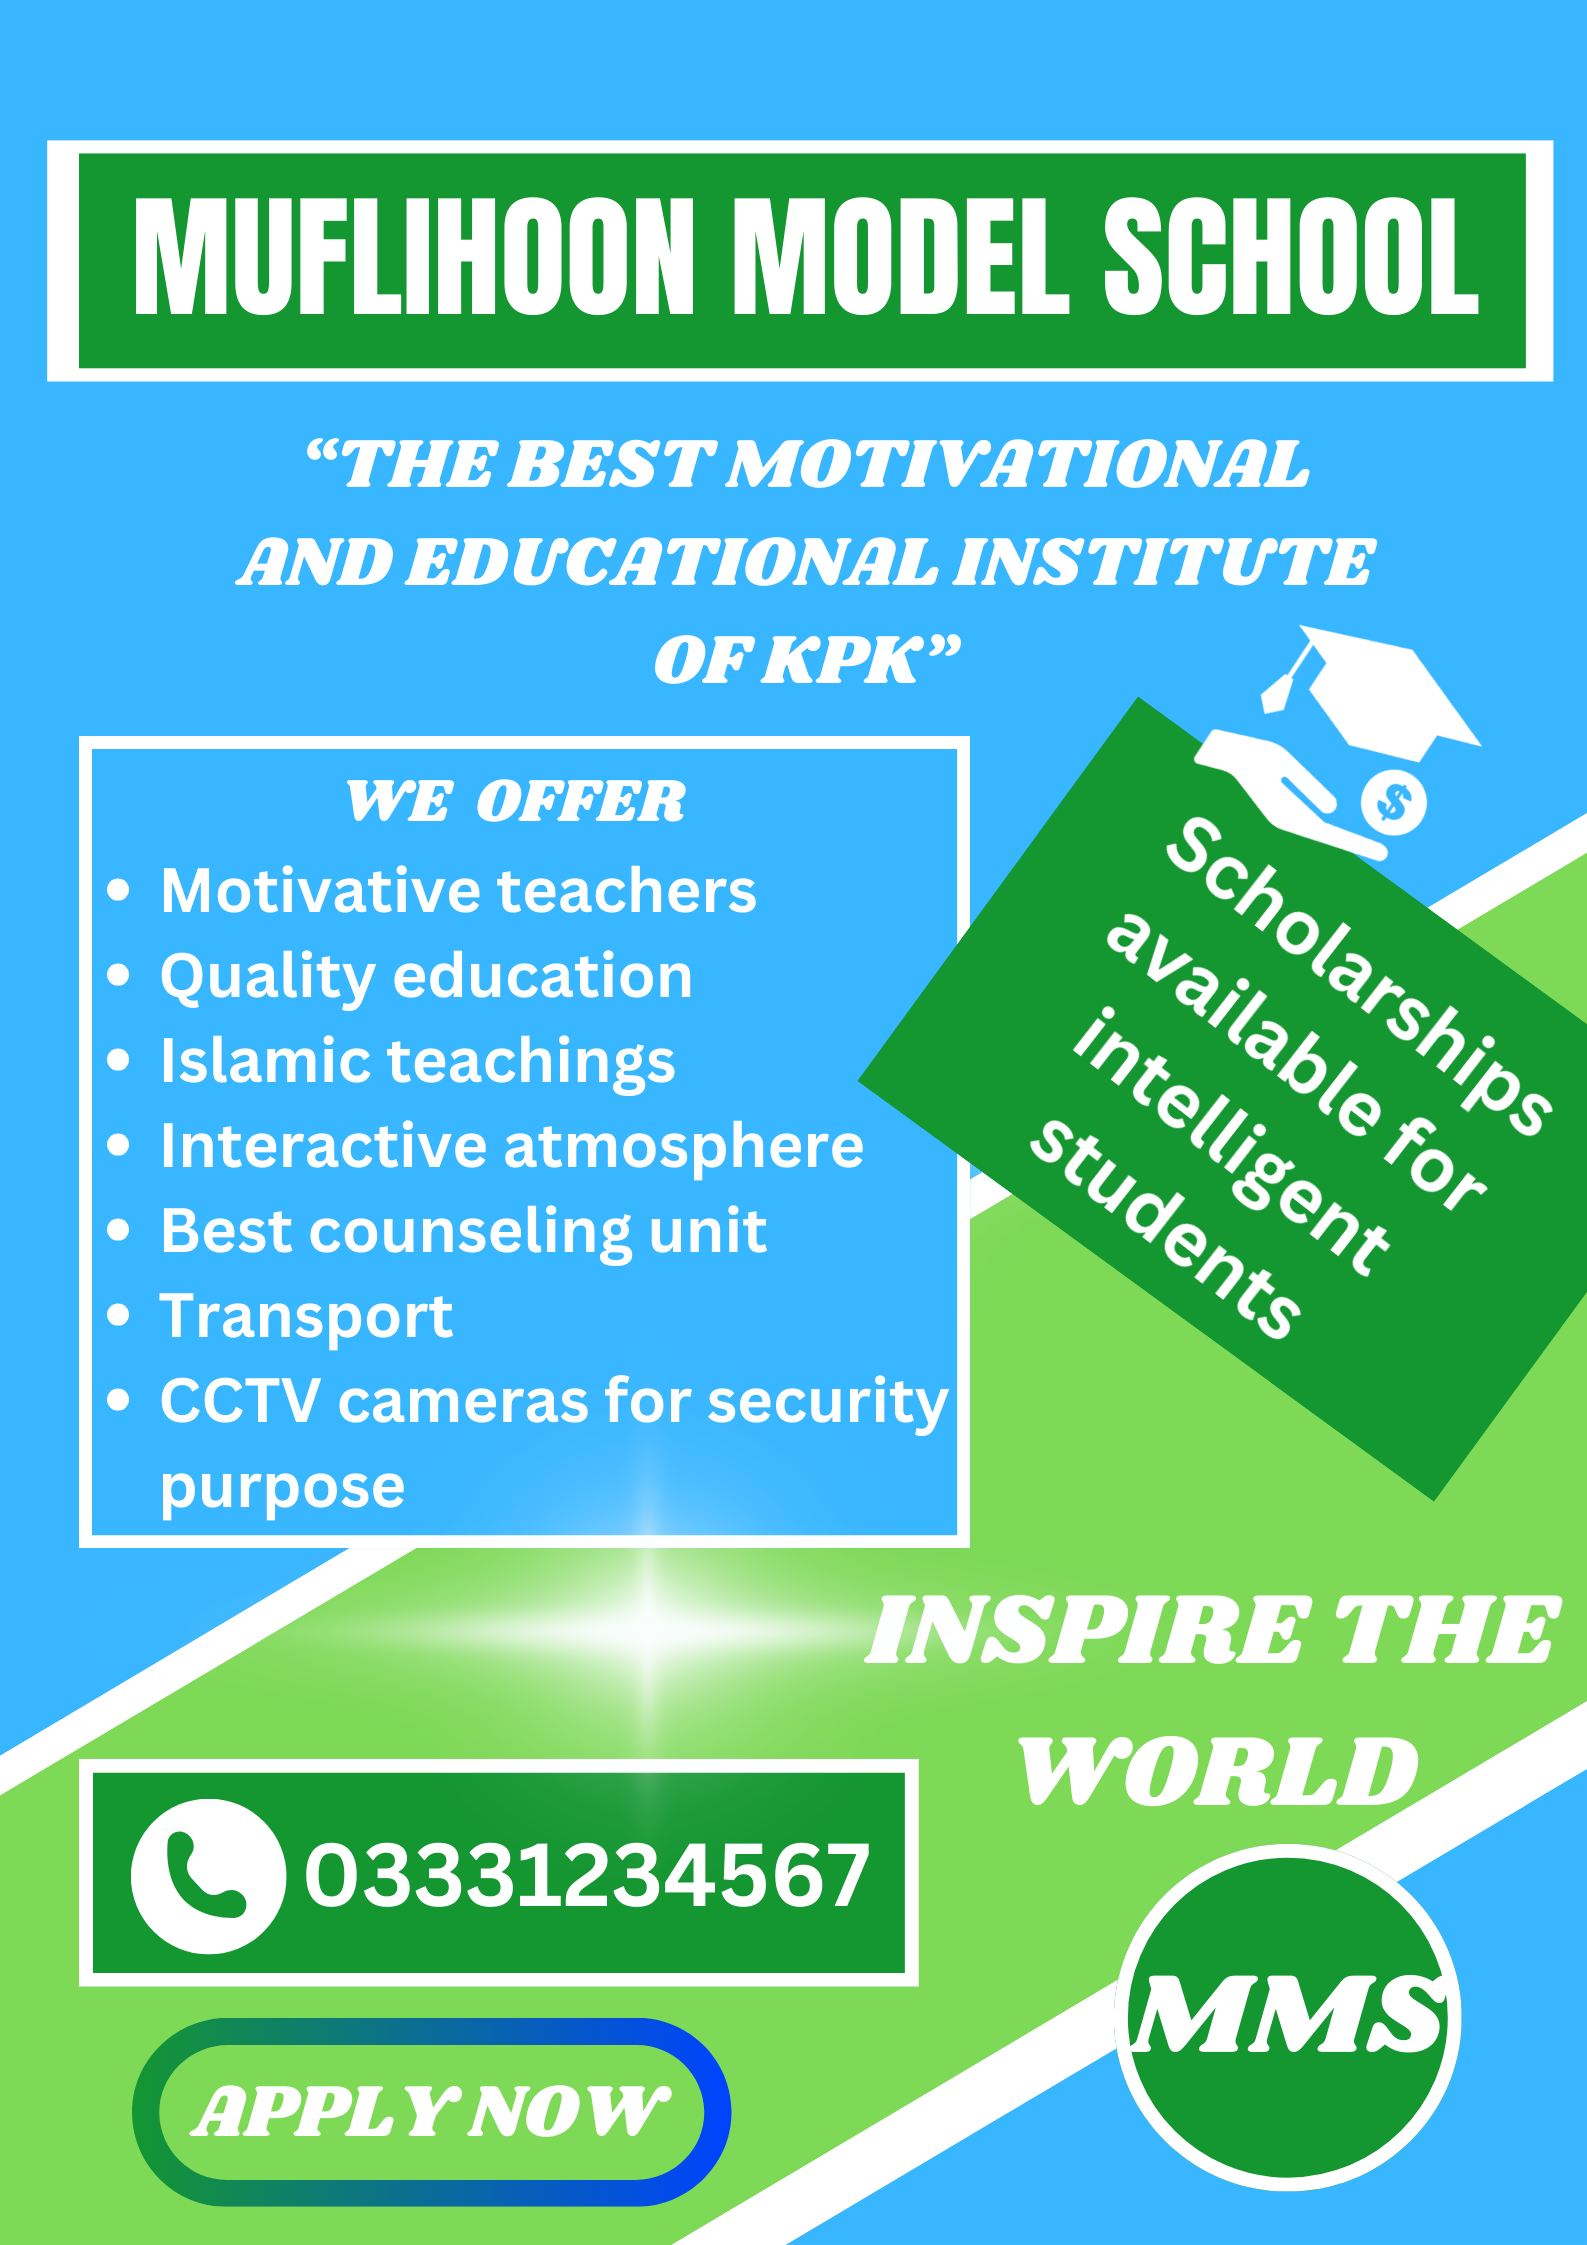 MUFLIHOON MODEL SCHOOL
“THE BEST MOTIVATIONAL
AND EDUCATIONAL INSTITUTE
OF KPK”
WE OFFER
• Motivative teachers
• Quality education
• Islamic teachings
• Interactive atmosphere
• Best counseling unit
• Transport
• CCTV cameras for security
purpose
$
Scholarships
available for
intelligent
students
INSPIRE THE
WORLD
03331234567
APPLY NOW
MMS